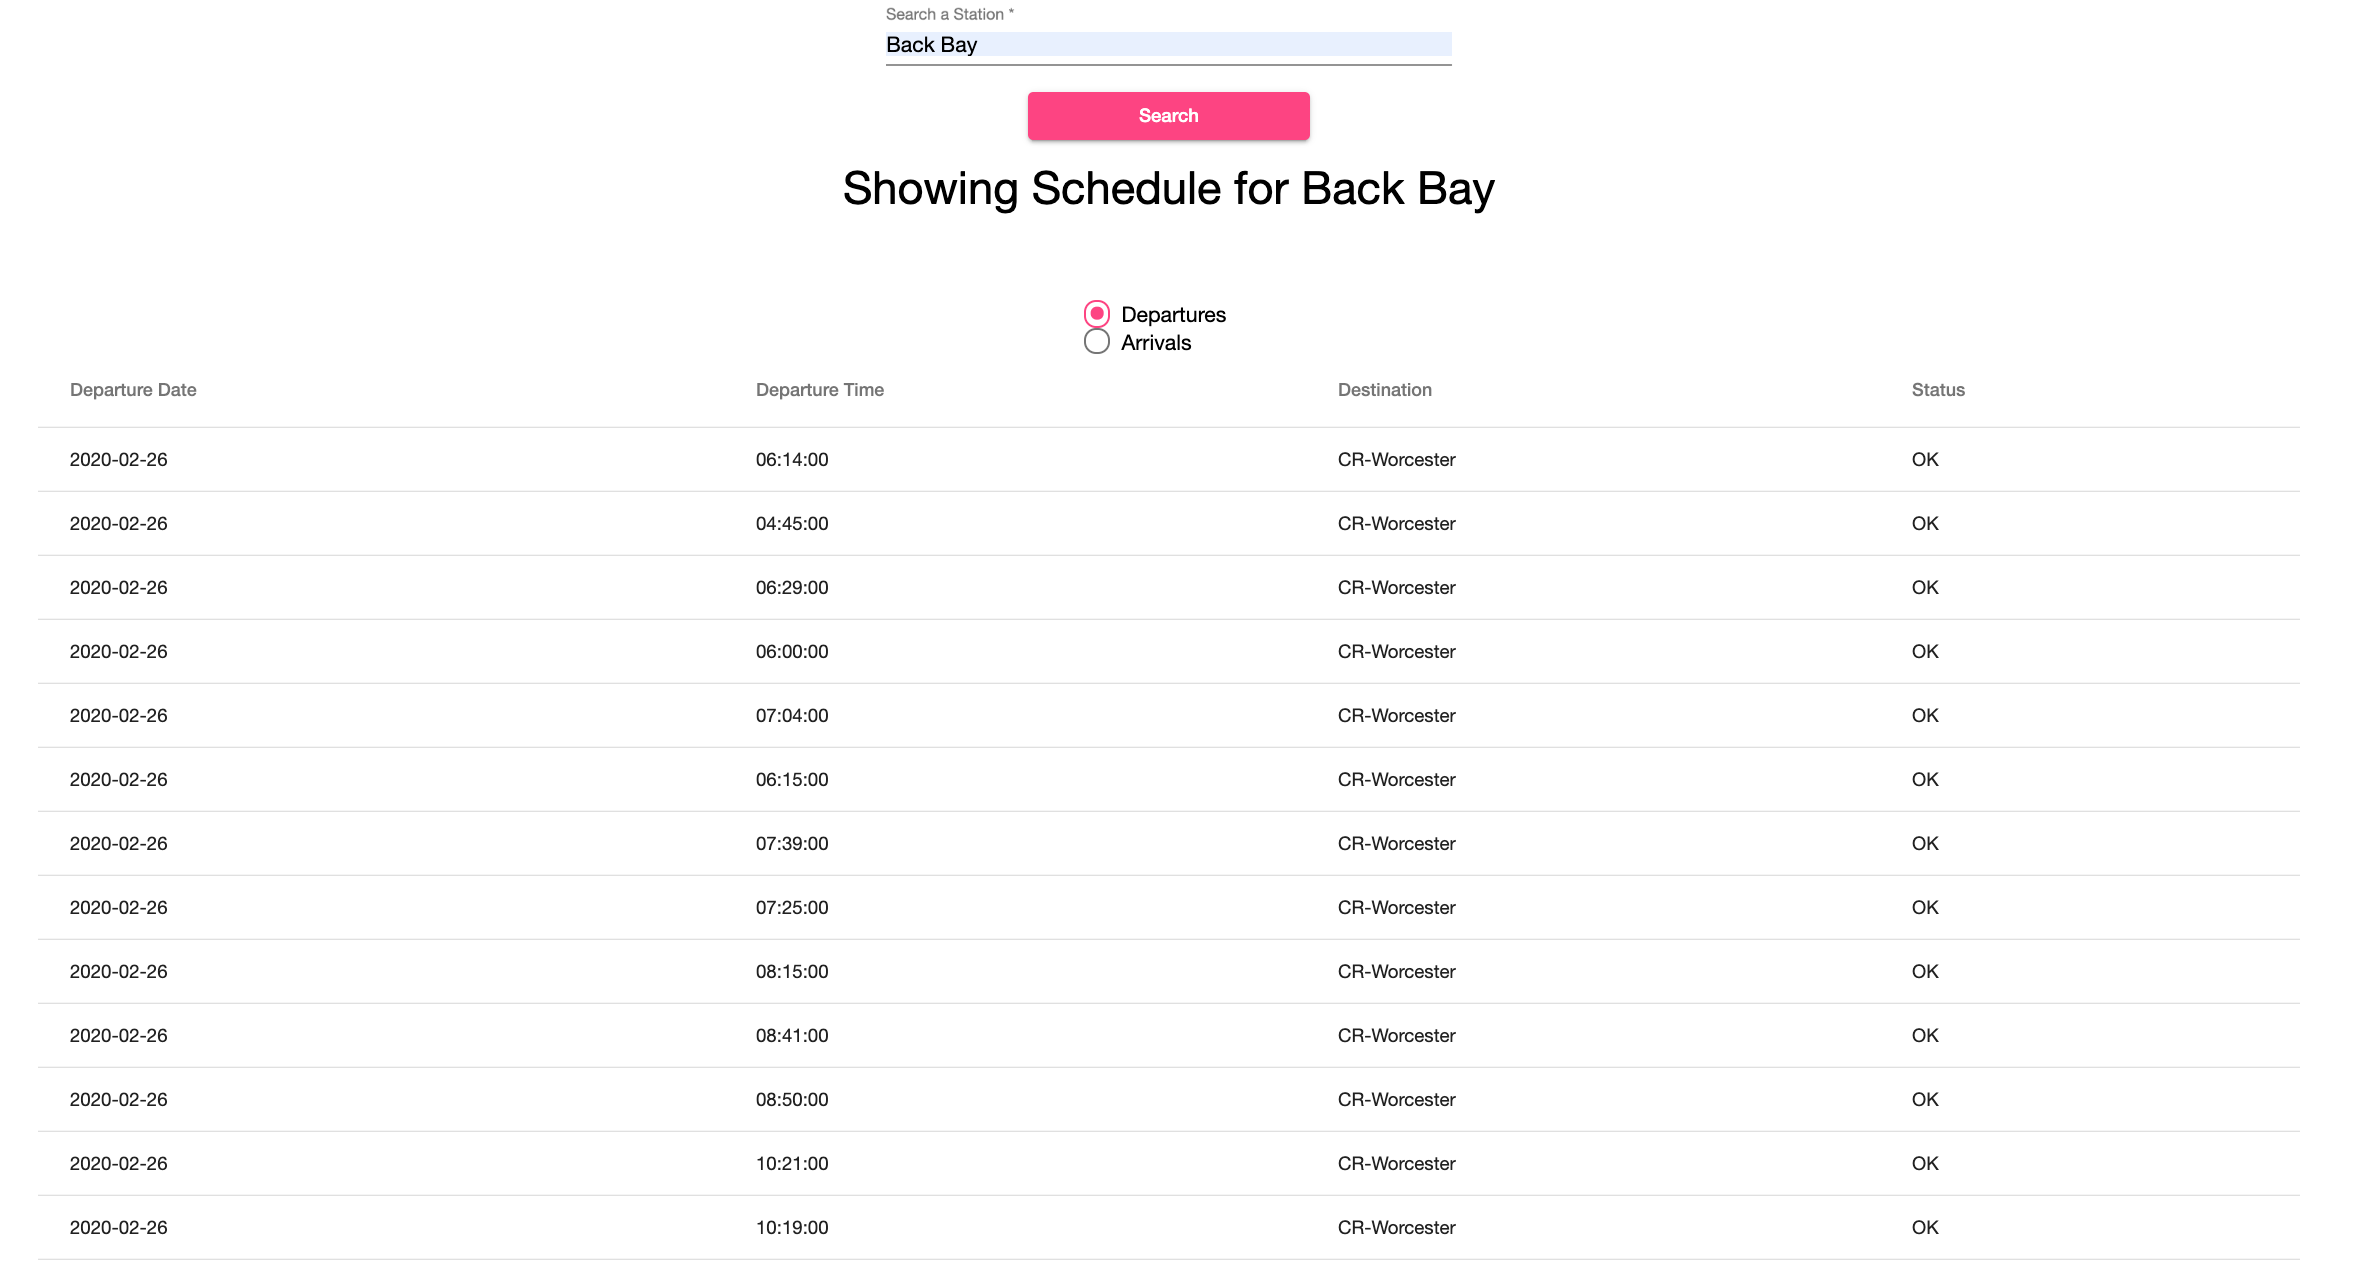 Search a Station *
Back Bay
Search
Showing Schedule for Back Bay
Departures
Arrivals
Departure Date Departure Time Destination Status
2020-02-26 06:14:00 CR-Worcester OK
2020-02-26 04:45:00 CR-Worcester OK
2020-02-26 06:29:00 CR-Worcester OK
2020-02-26 06:00:00 CR-Worcester OK
2020-02-26 07:04:00 CR-Worcester OK
2020-02-26 06:15:00 CR-Worcester OK
2020-02-26 07:39:00 CR-Worcester OK
2020-02-26 07:25:00 CR-Worcester OK
2020-02-26 08:15:00 CR-Worcester OK
2020-02-26 08:41:00 CR-Worcester OK
2020-02-26 08:50:00 CR-Worcester OK
2020-02-26 10:21:00 CR-Worcester OK
2020-02-26 10:19:00 CR-Worcester OK